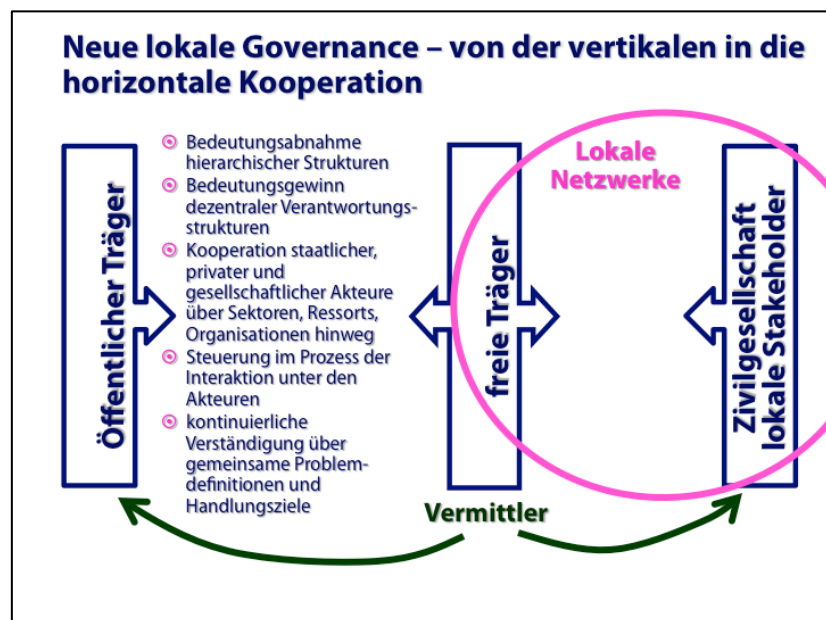 Neue lokale Governance – von der vertikalen in die
horizontale Kooperation
Öffentlicher Träger
Bedeutungsabnahme
hierarchischer Strukturen
Bedeutungsgewinn
dezentraler Verantwortungs-
strukturen
Kooperation staatlicher,
privater und
gesellschaftlicher Akteure
über Sektoren, Ressorts,
Organisationen hinweg
Steuerung im Prozess der
Interaktion unter den
Akteuren
kontinuierliche
Verständigung über
gemeinsame Problem-
definitionen und
Handlungsziele
freie Träger
Lokale
Netzwerke
Zivilgesellschaft
lokale Stakeholder
Vermittler